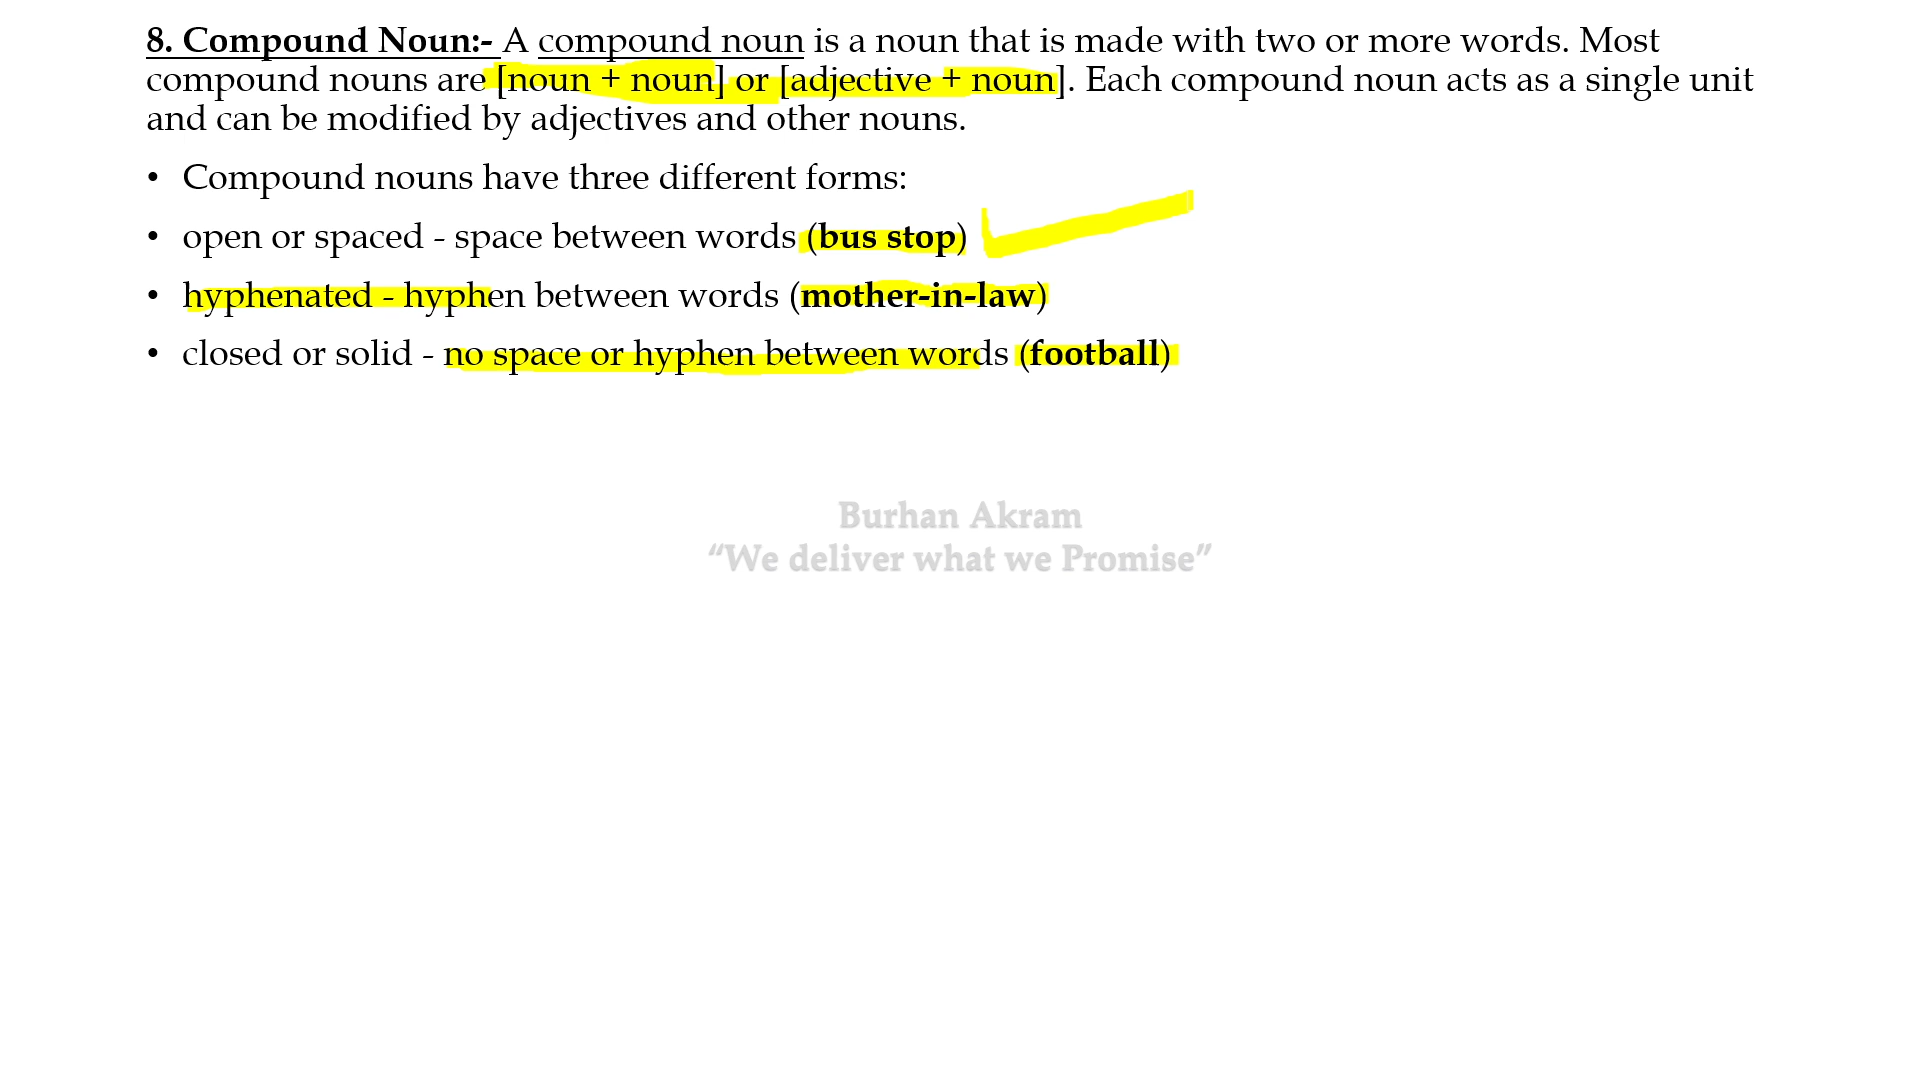 8. Compound Noun:- A compound noun is a noun that is made with two or more words. Most
compound nouns are [noun + noun] or [adjective + noun]. Each compound noun acts as a single unit
and can be modified by adjectives and other nouns.
• Compound nouns have three different forms:
• open or spaced - space between words (bus stop)
• hyphenated - hyphen between words (mother-in-law)
• closed or solid - no space or hyphen between words (football)
Burhan Akram
“We deliver what we Promise”